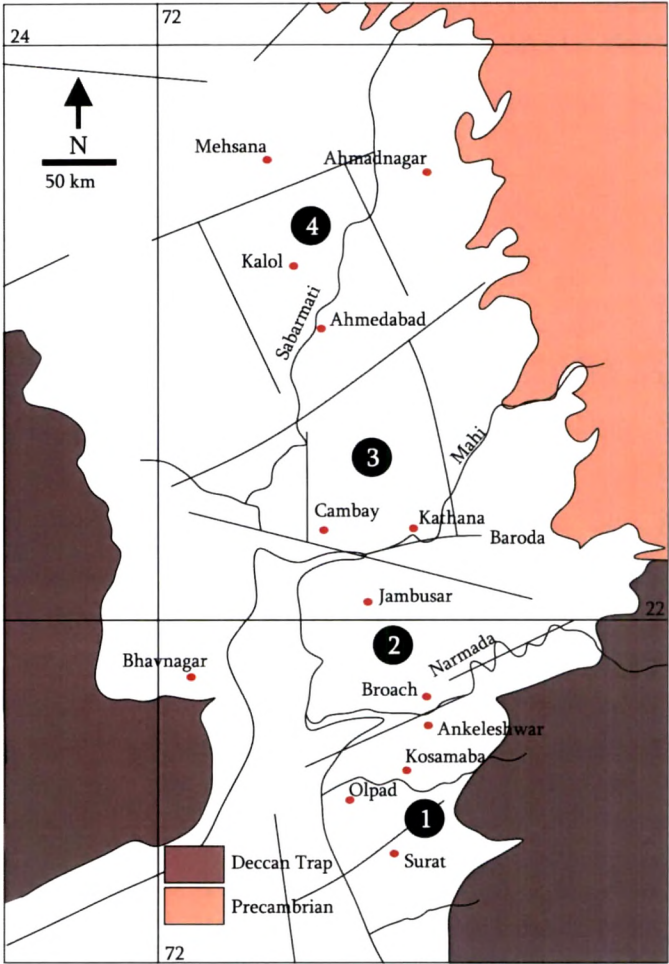 72
24
N
50 km
Mehsana
Ahmadnagar
4
Kalol
Sabarmati
Ahmedabad
3
Mahi
Cambay
Kathana
Baroda
Jambusar
22
2
Narmada
Bhavnagar
Broach
Ankeleshwar
Kosamaba
Olpad
1
Surat
Deccan Trap
Precambrian
72